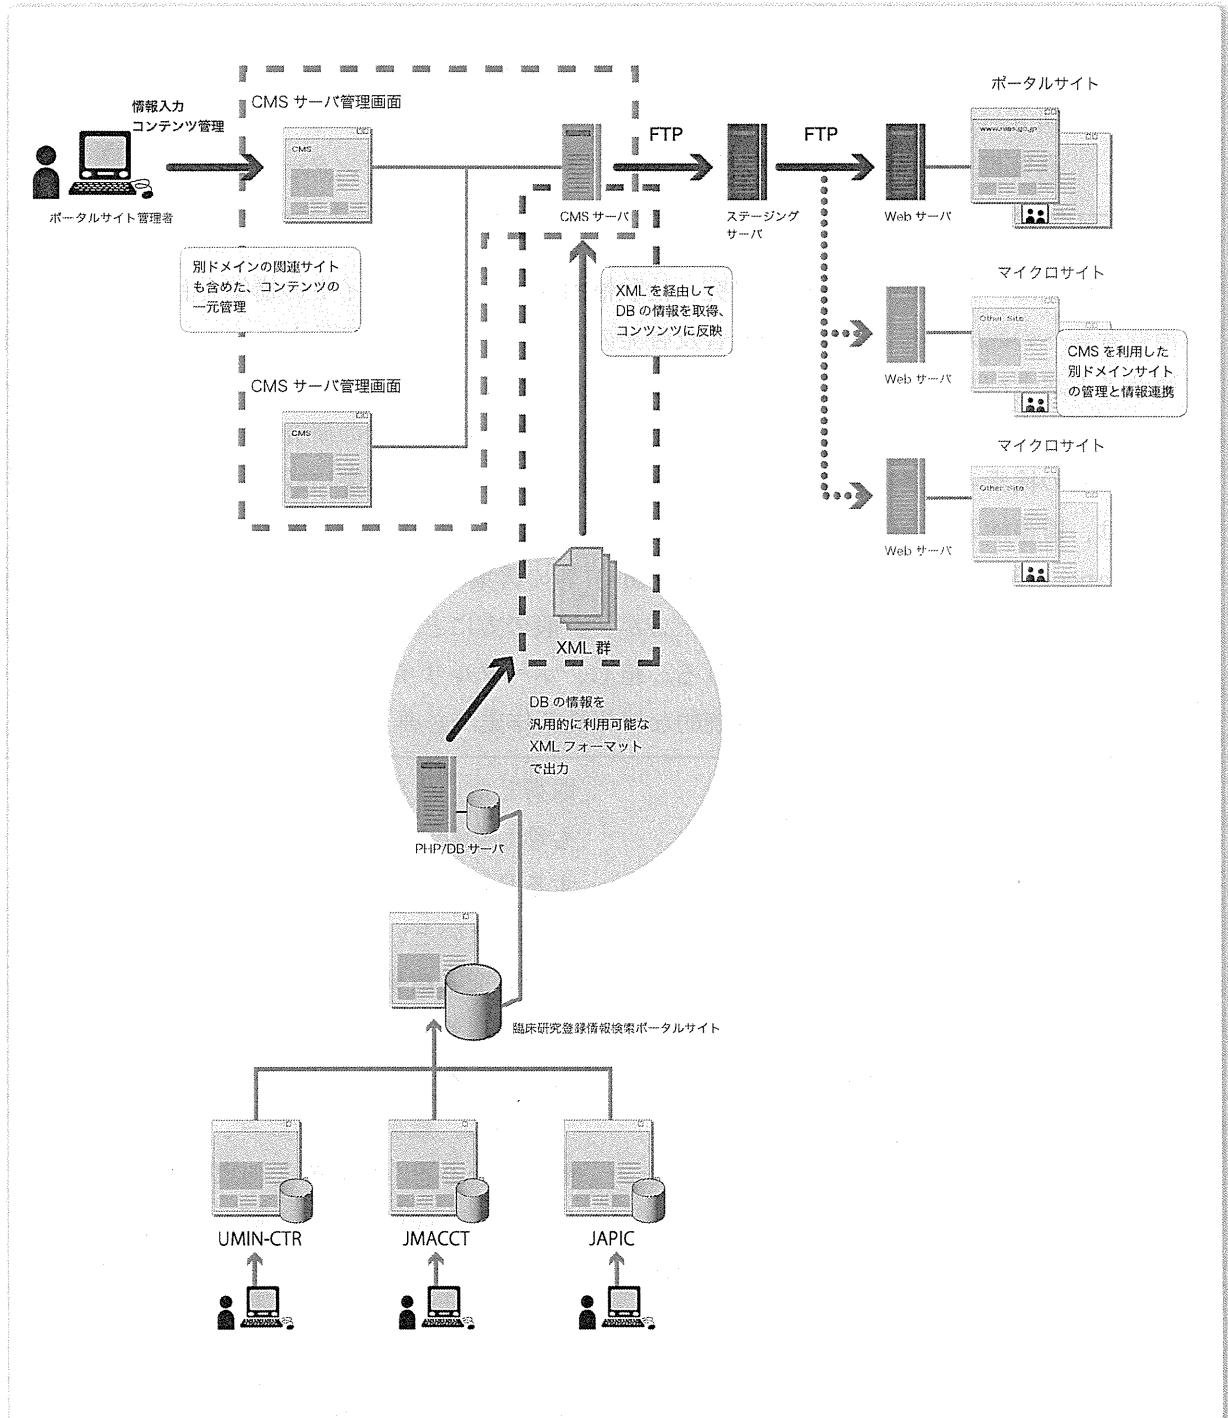 情報入力
コンテンツ管理
ポータルサイト管理者
CMS サーバ管理画面
CMS
CMS サーバ
FTP
ステージング
サーバ
FTP
Web サーバ
ポータルサイト
別ドメインの関連サイト
も含めた、コンテンツの
一元管理
XML を経由して
DB の情報を取得、
コンンツに反映
マイクロサイト
Other Site
Web サーバ
CMS を利用した
別ドメインサイト
の管理と情報連携
CMS サーバ管理画面
CMS
マイクロサイト
Other Site
Web サーバ
XML 群
DB の情報を
汎用的に利用可能な
XML フォーマット
で出力
PHP/DB サーバ
臨床研究登録情報検索ポータルサイト
UMIN-CTR
JMACCT
JAPIC